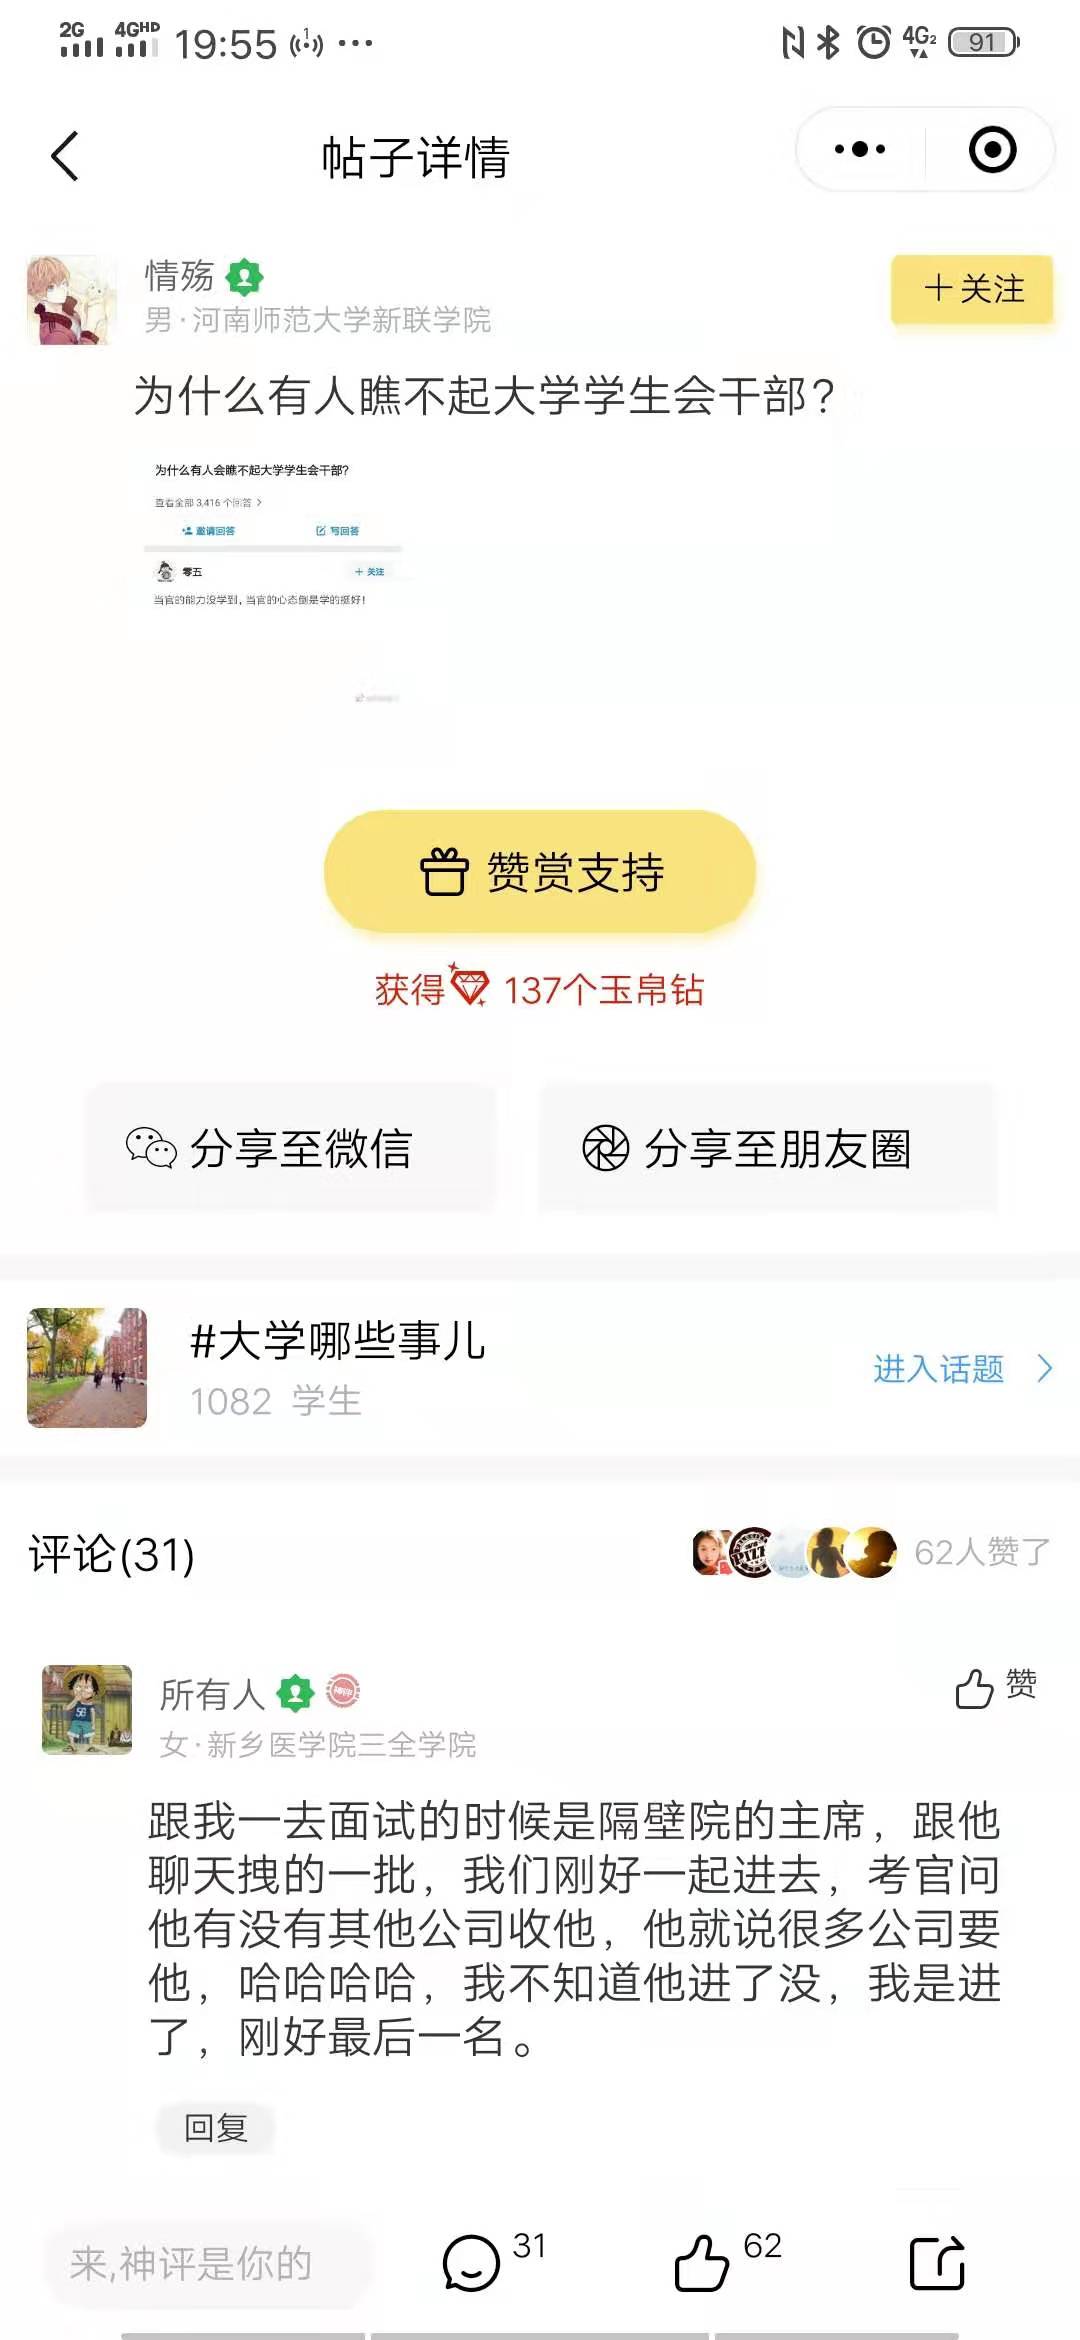 2G 4GHD 19:55 1 ··· 4G2 91
帖子详情
情殇
男·河南师范大学新联学院
+关注
为什么有人瞧不起大学学生会干部?
为什么有人会瞧不起大学学生会干部?
查看全部 3,416 个回答 >
邀请回答 写回答
零五 + 关注
当官的能力没学到,当官的心态倒是学的挺好!
赞赏支持
获得 137个玉帛钻
分享至微信 分享至朋友圈
#大学哪些事儿
1082 学生
进入话题 >
评论(31) 62人赞了
所有人
赞
女·新乡医学院三全学院
跟我一去面试的时候是隔壁院的主席，跟他
聊天拽的一批，我们刚好一起进去，考官问
他有没有其他公司收他，他就说很多公司要
他，哈哈哈哈，我不知道他进了没，我是进
了，刚好最后一名。
回复
来,神评是你的 31 62